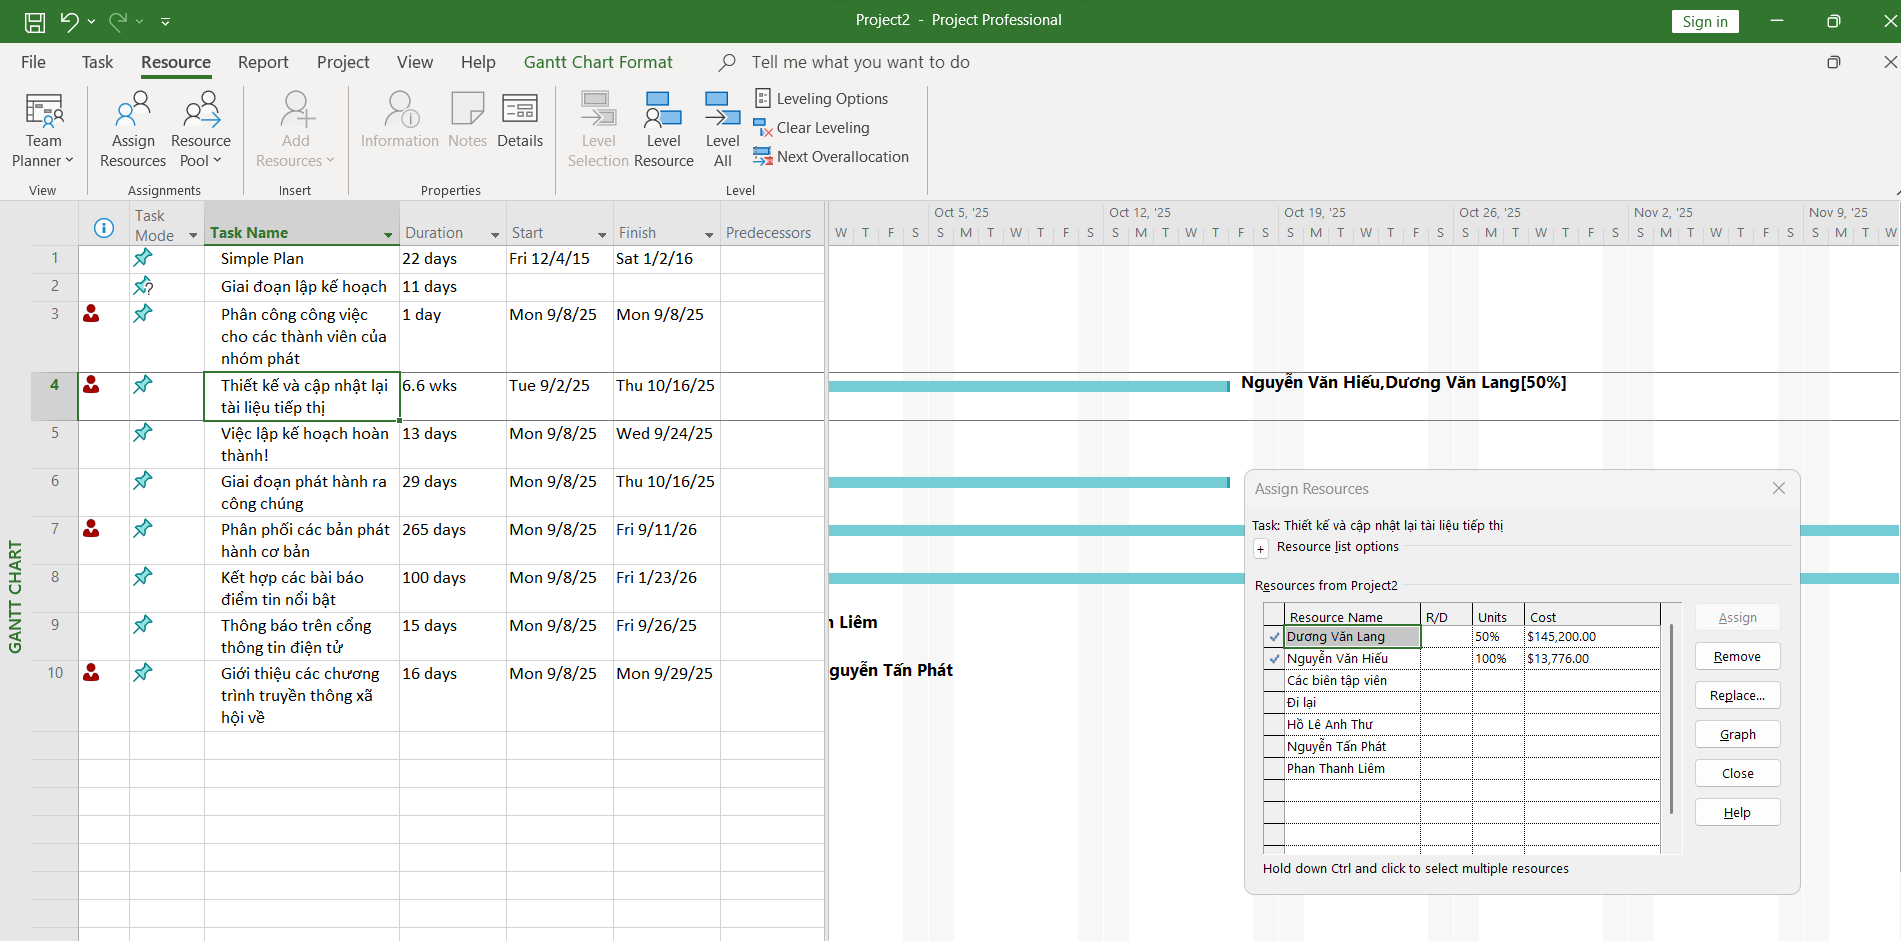 Project2 - Project Professional
Sign in
File Task Resource Report Project View Help Gantt Chart Format Tell me what you want to do
Team Planner
Assign Resources
Resource Pool
Add Resources
Information
Notes
Details
Level Selection
Level Resource
Level All
Leveling Options
Clear Leveling
Next Overallocation
View Assignments Insert Properties Level
Task Mode Task Name Duration Start Finish Predecessors
Oct 5, '25 Oct 12, '25 Oct 19, '25 Oct 26, '25 Nov 2, '25 Nov 9, '25
W T F S S M T W T F S S M T W T F S S M T W T F S S M T W T F S S M T W T F S S M T W
GANTT CHART
1 Simple Plan 22 days Fri 12/4/15 Sat 1/2/16
2 Giai đoạn lập kế hoạch 11 days
3 Phân công công việc 1 day Mon 9/8/25 Mon 9/8/25
cho các thành viên của
nhóm phát
4 Thiết kế và cập nhật lại 6.6 wks Tue 9/2/25 Thu 10/16/25 Nguyễn Văn Hiếu,Dương Văn Lang[50%]
tài liệu tiếp thị
5 Việc lập kế hoạch hoàn 13 days Mon 9/8/25 Wed 9/24/25
thành!
6 Giai đoạn phát hành ra 29 days Mon 9/8/25 Thu 10/16/25
công chúng
7 Phân phối các bản phát 265 days Mon 9/8/25 Fri 9/11/26
hành cơ bản
8 Kết hợp các bài báo 100 days Mon 9/8/25 Fri 1/23/26
điểm tin nổi bật
9 Thông báo trên cổng 15 days Mon 9/8/25 Fri 9/26/25 n Liêm
thông tin điện tử
10 Giới thiệu các chương 16 days Mon 9/8/25 Mon 9/29/25 guyễn Tấn Phát
trình truyền thông xã
hội về
Assign Resources
Task: Thiết kế và cập nhật lại tài liệu tiếp thị
+ Resource list options
Resources from Project2
Resource Name R/D Units Cost
Dương Văn Lang 50% $145,200.00
Nguyễn Văn Hiếu 100% $13,776.00
Các biên tập viên
Đi lại
Hồ Lê Anh Thư
Nguyễn Tấn Phát
Phan Thanh Liêm
Assign
Remove
Replace...
Graph
Close
Help
Hold down Ctrl and click to select multiple resources